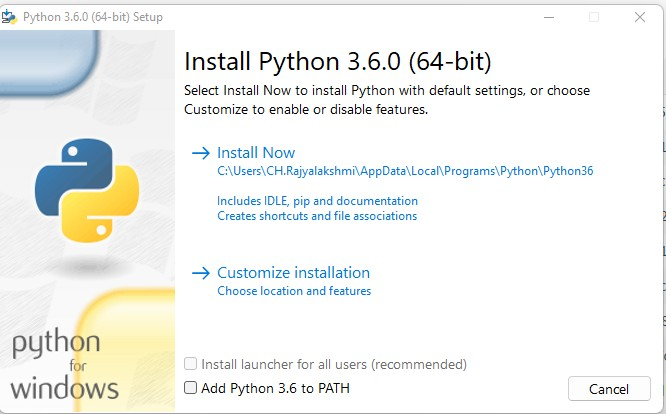 Python 3.6.0 (64-bit) Setup
Install Python 3.6.0 (64-bit)
Select Install Now to install Python with default settings, or choose
Customize to enable or disable features.
Install Now
C:\Users\CH.Rajyalakshmi\AppData\Local\Programs\Python\Python36
Includes IDLE, pip and documentation
Creates shortcuts and file associations
Customize installation
Choose location and features
python
for
windows
Install launcher for all users (recommended)
Add Python 3.6 to PATH
Cancel